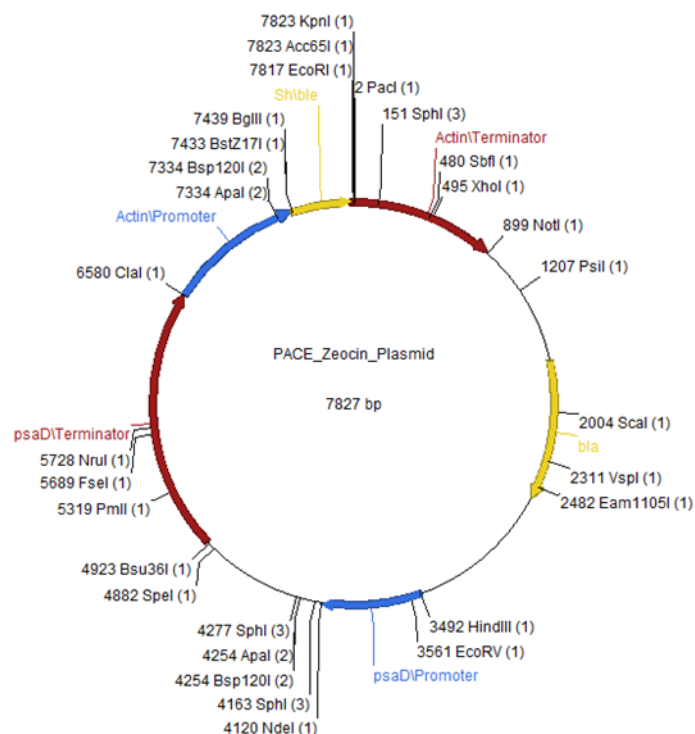 7823 KpnI (1)
7823 Acc65I (1)
7817 EcoRI (1)
Sh\ble
2 PacI (1)
7439 BglII (1)
151 SphI (3)
7433 BstZ17I (1)
Actin\Terminator
7334 Bsp120I (2)
480 SbfI (1)
7334 ApaI (2)
495 XhoI (1)
Actin\Promoter
899 NotI (1)
6580 ClaI (1)
1207 PsiI (1)
PACE_Zeocin_Plasmid
7827 bp
2004 ScaI (1)
psaD\Terminator
bla
5728 NruI (1)
2311 VspI (1)
5689 FseI (1)
2482 Eam1105I (1)
5319 PmlI (1)
4923 Bsu36I (1)
4882 SpeI (1)
4277 SphI (3)
3492 HindIII (1)
4254 ApaI (2)
3561 EcoRV (1)
4254 Bsp120I (2)
psaD\Promoter
4163 SphI (3)
4120 NdeI (1)